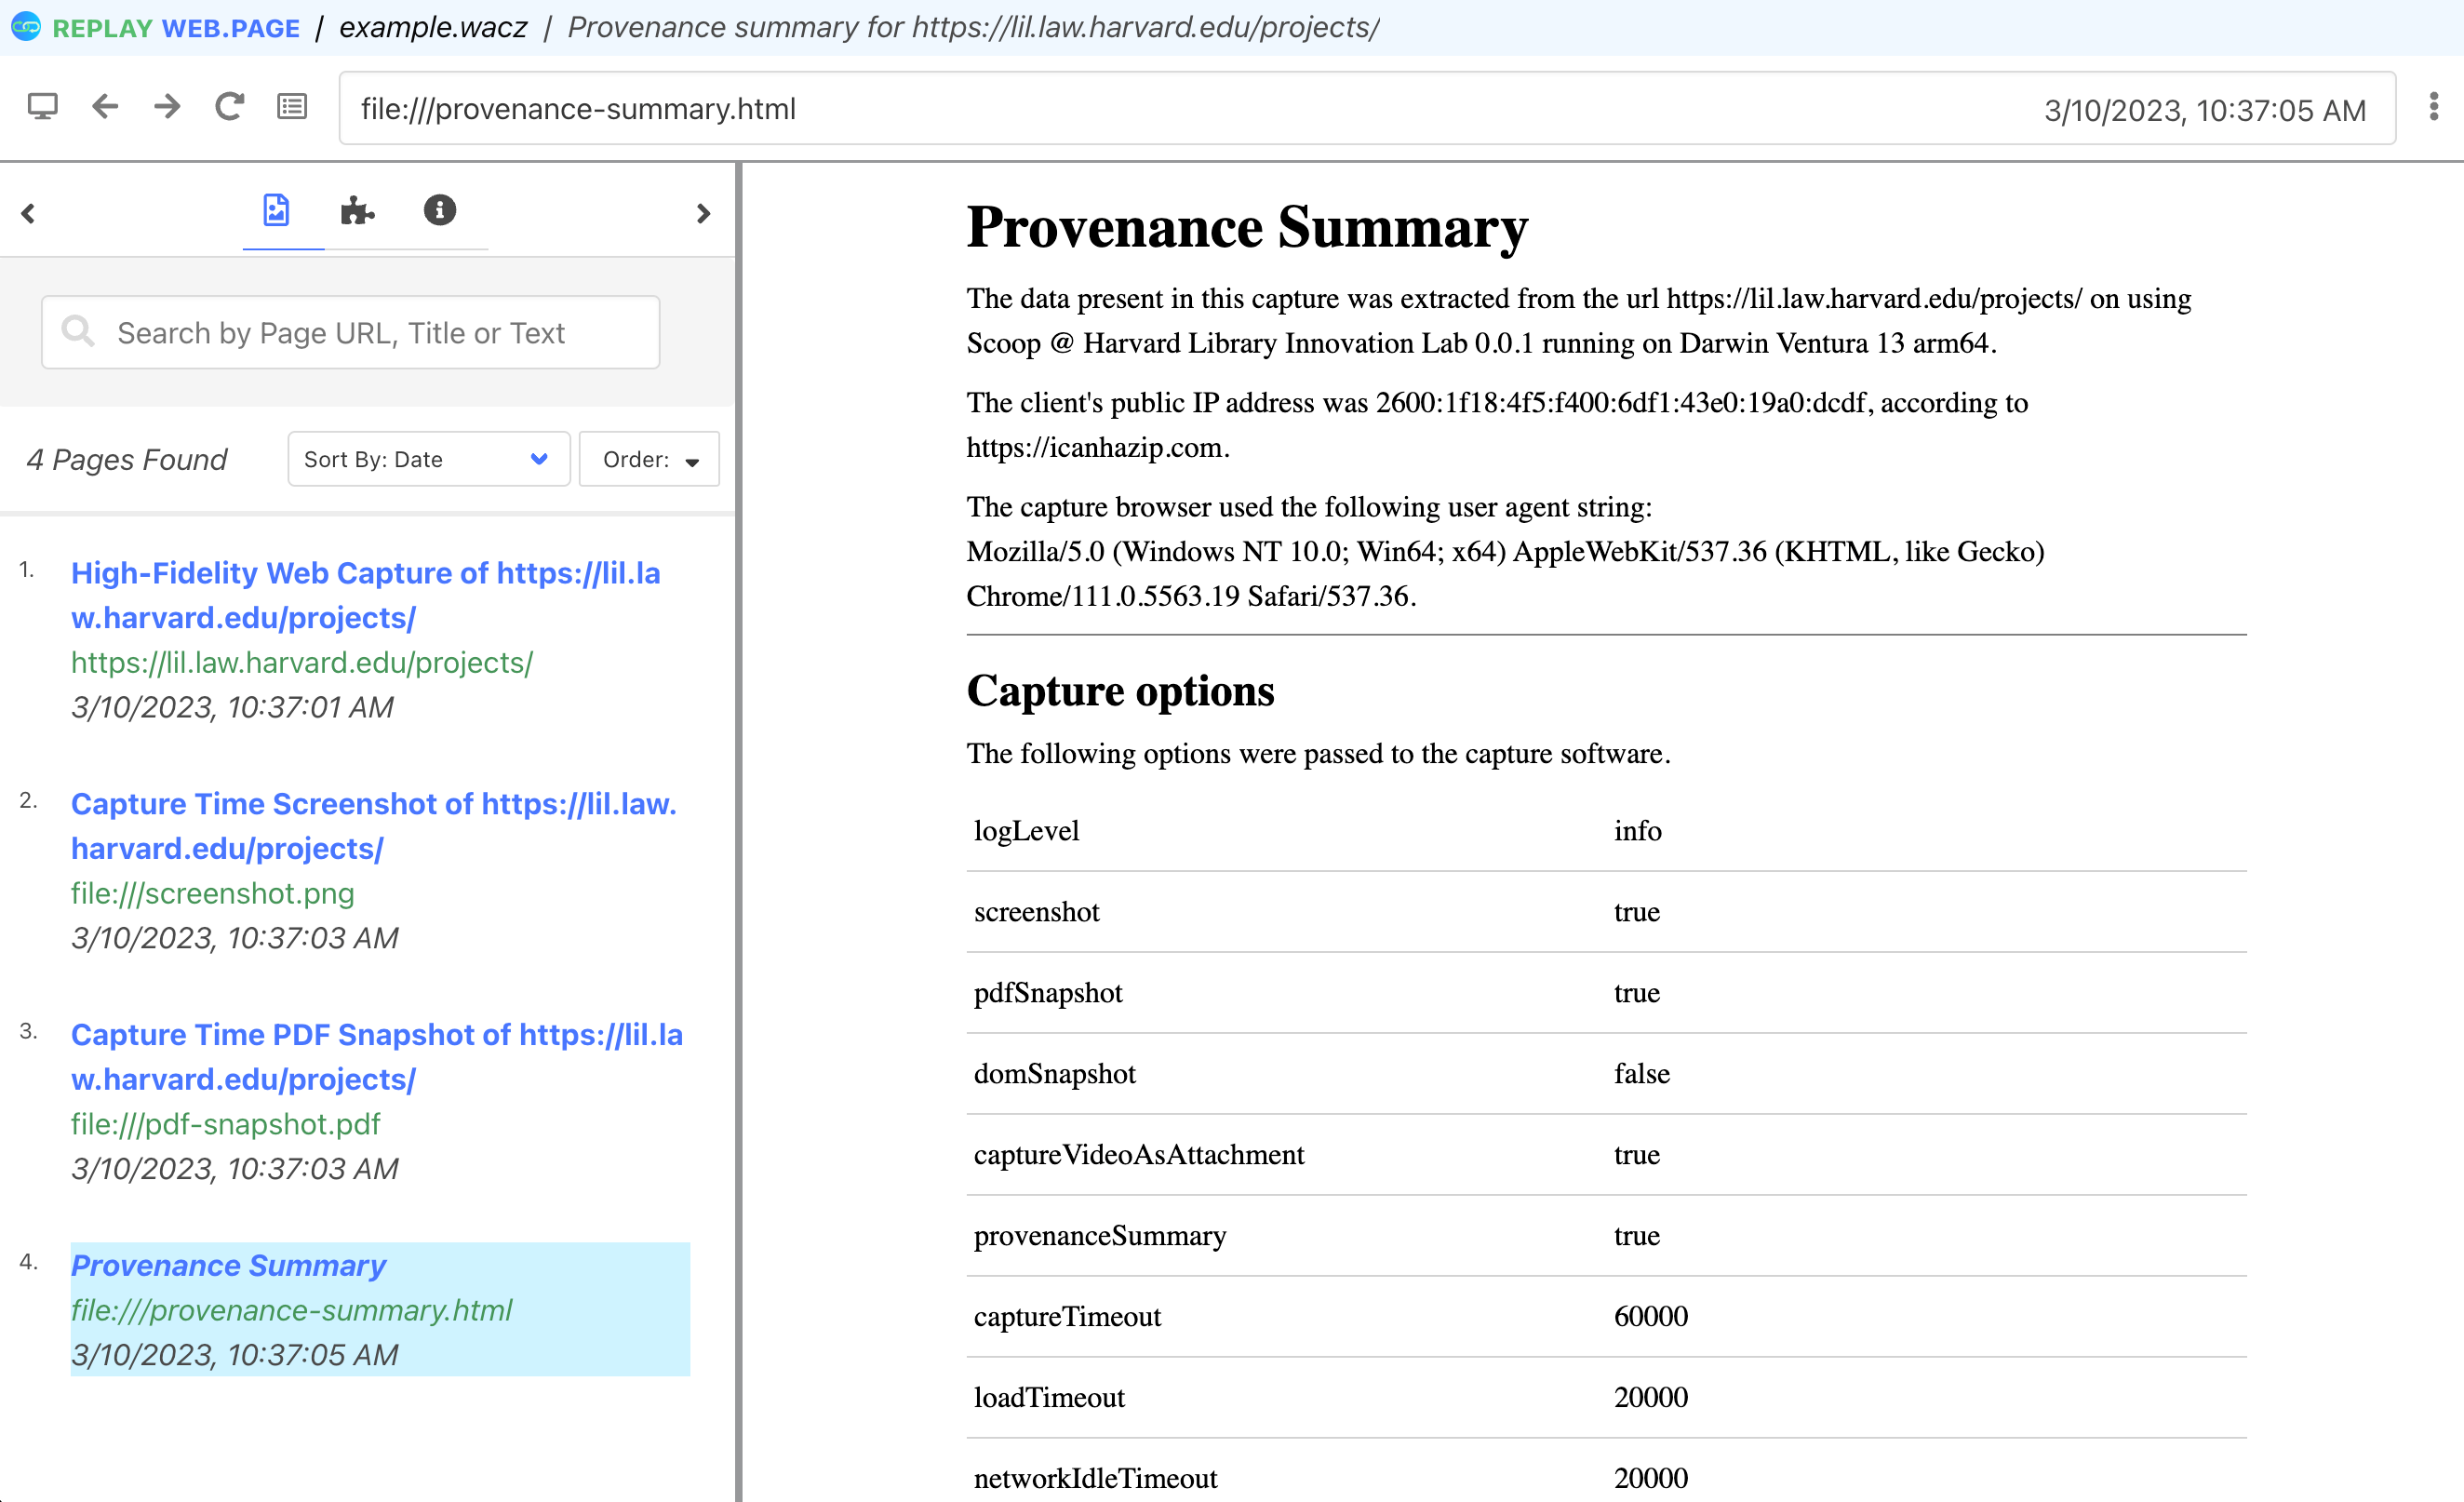 REPLAY WEB.PAGE / example.wacz / Provenance summary for https://lil.law.harvard.edu/projects/
file:///provenance-summary.html 3/10/2023, 10:37:05 AM
Search by Page URL, Title or Text
4 Pages Found Sort By: Date Order:
1. High-Fidelity Web Capture of https://lil.la
w.harvard.edu/projects/
https://lil.law.harvard.edu/projects/
3/10/2023, 10:37:01 AM
2. Capture Time Screenshot of https://lil.law.
harvard.edu/projects/
file:///screenshot.png
3/10/2023, 10:37:03 AM
3. Capture Time PDF Snapshot of https://lil.la
w.harvard.edu/projects/
file:///pdf-snapshot.pdf
3/10/2023, 10:37:03 AM
4. Provenance Summary
file:///provenance-summary.html
3/10/2023, 10:37:05 AM
Provenance Summary
The data present in this capture was extracted from the url https://lil.law.harvard.edu/projects/ on using
Scoop @ Harvard Library Innovation Lab 0.0.1 running on Darwin Ventura 13 arm64.
The client's public IP address was 2600:1f18:4f5:f400:6df1:43e0:19a0:dcdf, according to
https://icanhazip.com.
The capture browser used the following user agent string:
Mozilla/5.0 (Windows NT 10.0; Win64; x64) AppleWebKit/537.36 (KHTML, like Gecko)
Chrome/111.0.5563.19 Safari/537.36.
Capture options
The following options were passed to the capture software.
logLevel info
screenshot true
pdfSnapshot true
domSnapshot false
captureVideoAsAttachment true
provenanceSummary true
captureTimeout 60000
loadTimeout 20000
networkIdleTimeout 20000